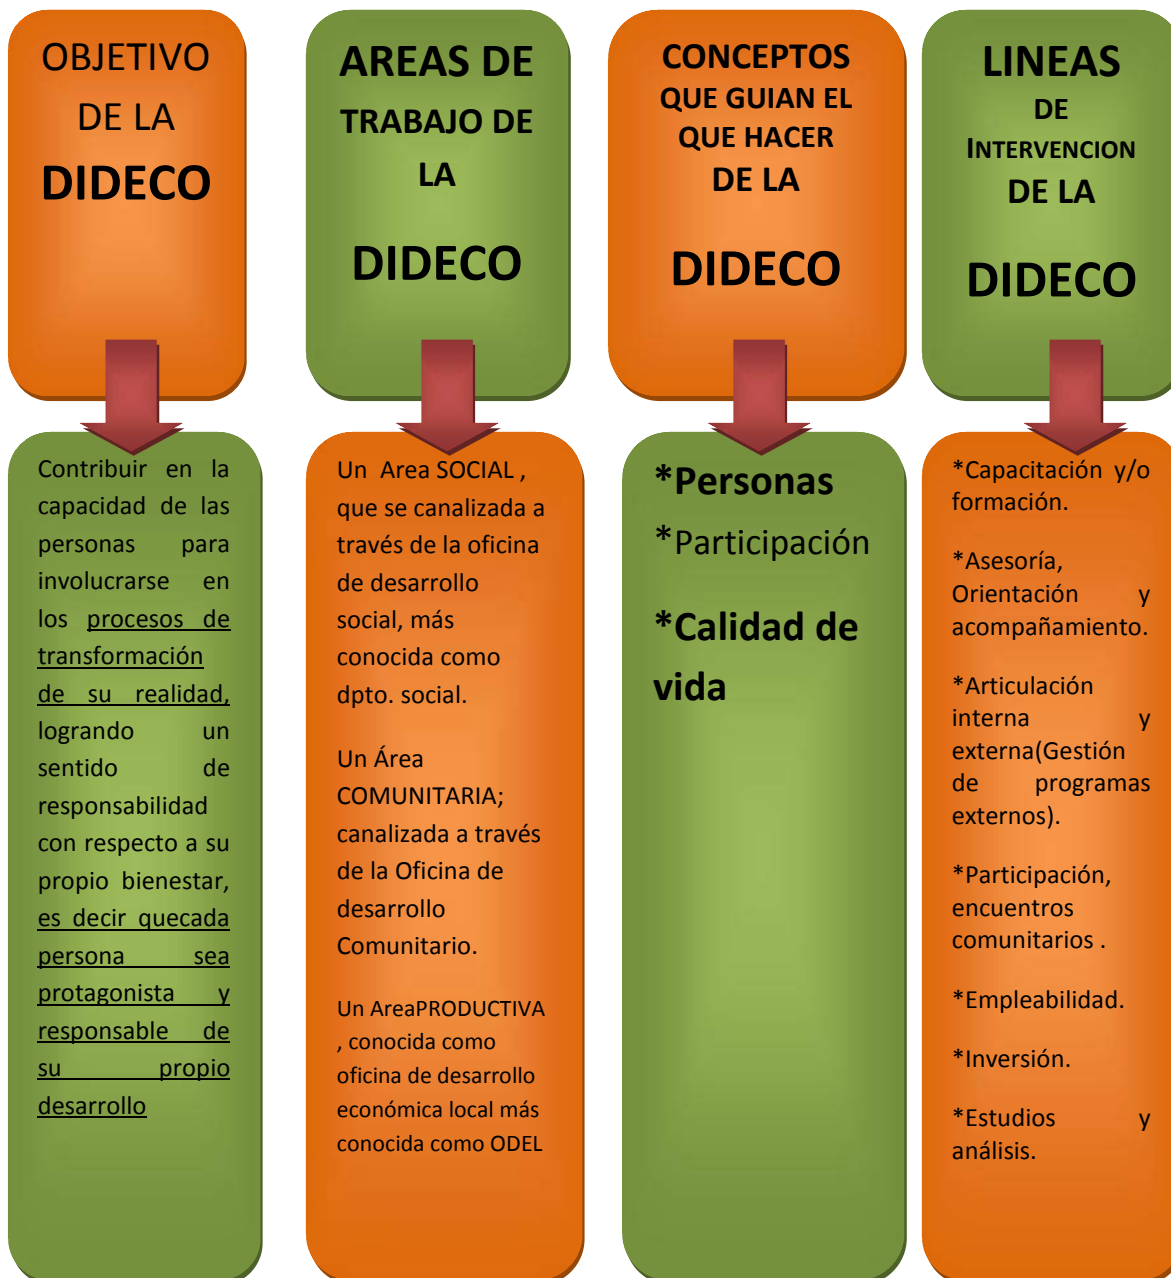 OBJETIVO
DE LA
DIDECO
AREAS DE
TRABAJO DE
LA
DIDECO
CONCEPTOS
QUE GUIAN EL
QUE HACER
DE LA
DIDECO
LINEAS
DE
INTERVENCION
DE LA
DIDECO
Contribuir en la
capacidad de las
personas para
involucrarse en
los procesos de
transformación
de su realidad,
logrando un
sentido de
responsabilidad
con respecto a su
propio bienestar,
es decir quecada
persona sea
protagonista y
responsable de
su propio
desarrollo
Un Area SOCIAL ,
que se canalizada a
través de la oficina
de desarrollo
social, más
conocida como
dpto. social.
Un Área
COMUNITARIA;
canalizada a través
de la Oficina de
desarrollo
Comunitario.
Un AreaPRODUCTIVA
, conocida como
oficina de desarrollo
económica local más
conocida como ODEL
*Personas
*Participación
*Calidad de
vida
*Capacitación y/o
formación.
*Asesoría,
Orientación y
acompañamiento.
*Articulación
interna y
externa(Gestión
de programas
externos).
*Participación,
encuentros
comunitarios .
*Empleabilidad.
*Inversión.
*Estudios y
análisis.